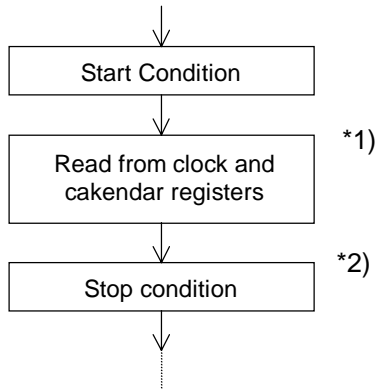 Start Condition
*1)
Read from clock and
cakendar registers
*2)
Stop condition